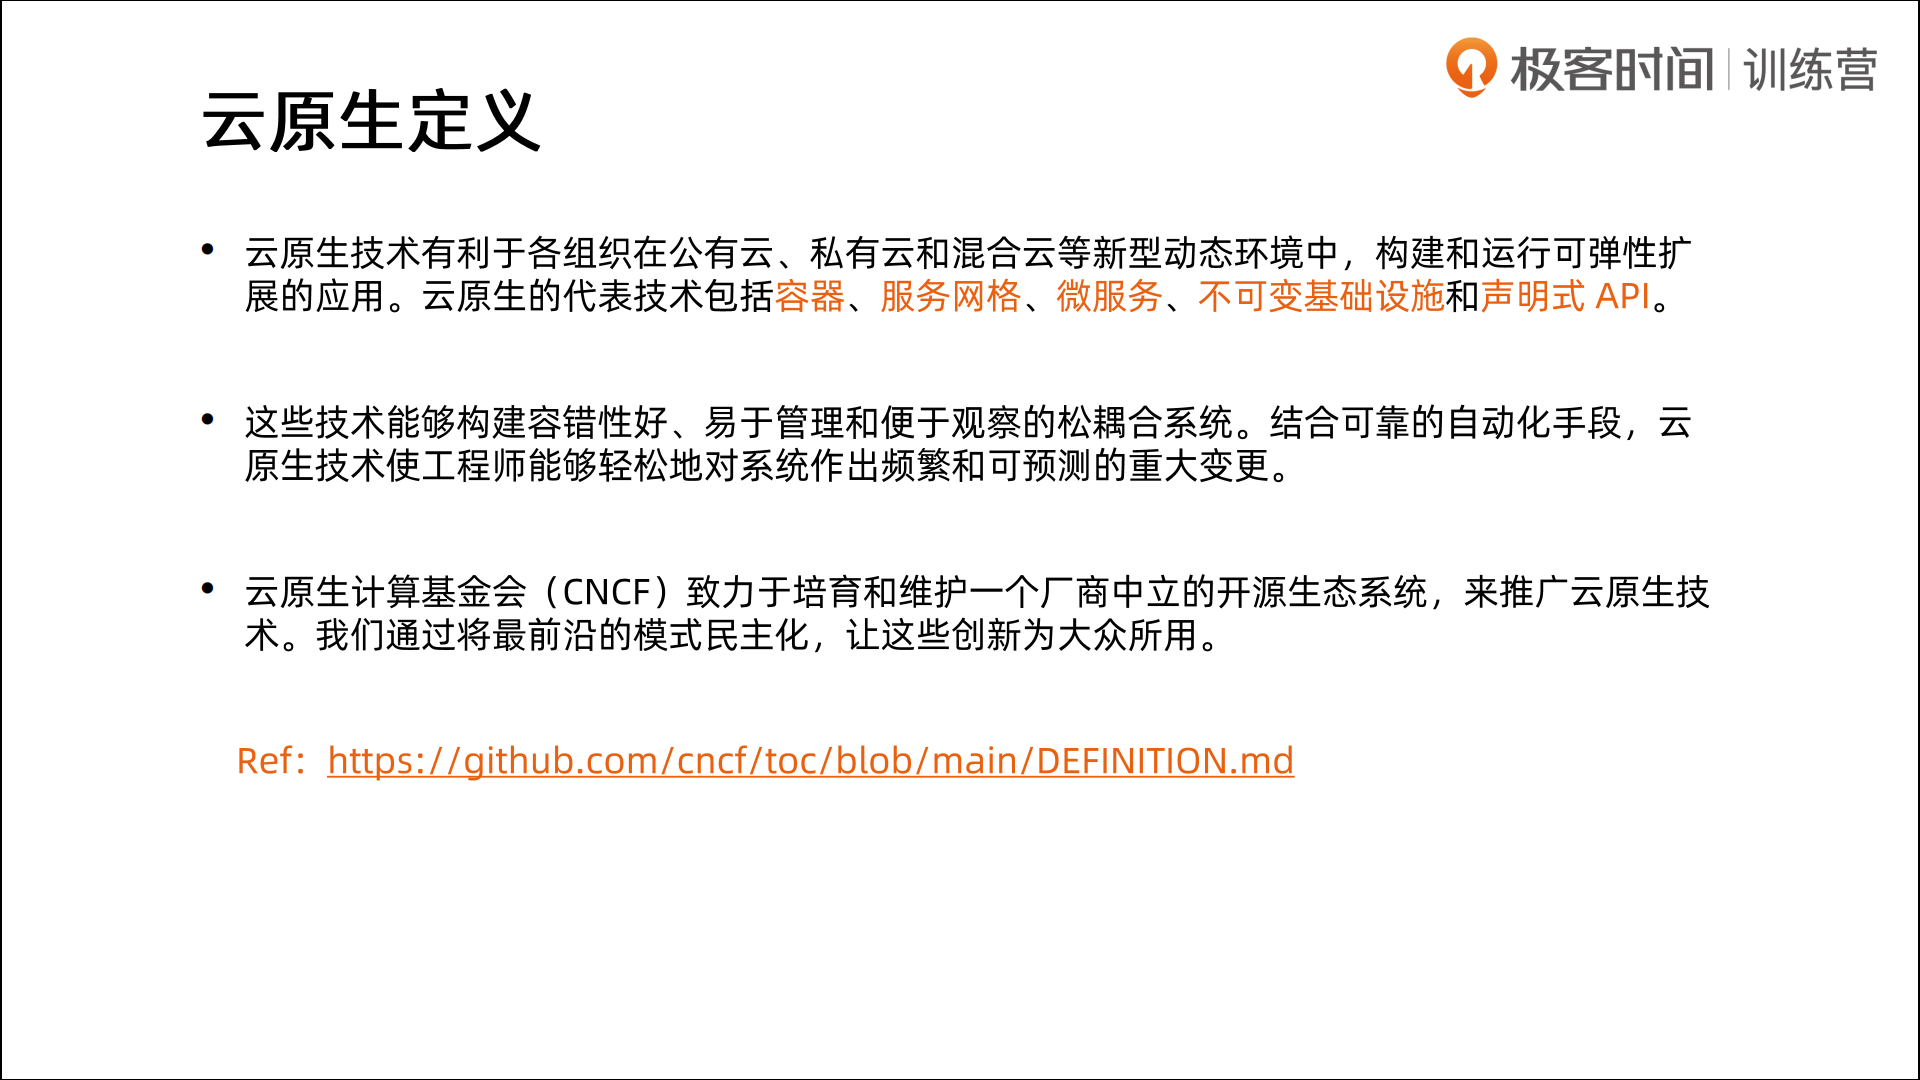 极客时间 | 训练营
云原生定义
• 云原生技术有利于各组织在公有云、私有云和混合云等新型动态环境中，构建和运行可弹性扩
展的应用。云原生的代表技术包括容器、服务网格、微服务、不可变基础设施和声明式 API。
• 这些技术能够构建容错性好、易于管理和便于观察的松耦合系统。结合可靠的自动化手段，云
原生技术使工程师能够轻松地对系统作出频繁和可预测的重大变更。
• 云原生计算基金会（CNCF）致力于培育和维护一个厂商中立的开源生态系统，来推广云原生技
术。我们通过将最前沿的模式民主化，让这些创新为大众所用。
Ref：https://github.com/cncf/toc/blob/main/DEFINITION.md